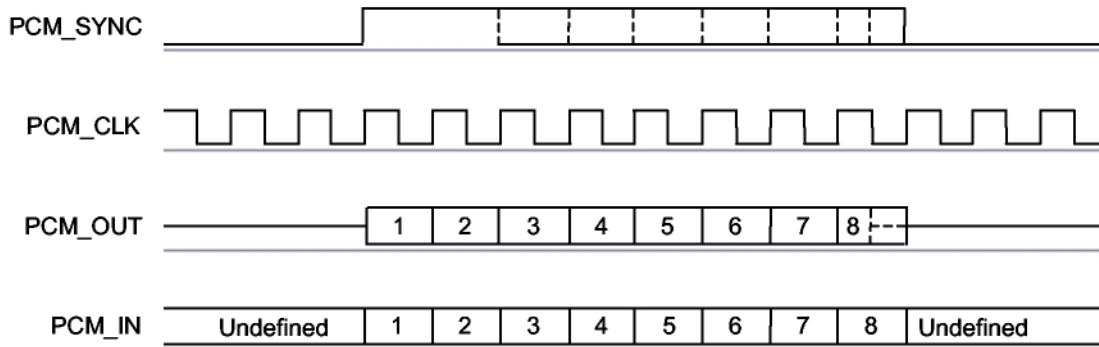 PCM_SYNC
PCM_CLK
PCM_OUT 1 2 3 4 5 6 7 8
PCM_IN Undefined 1 2 3 4 5 6 7 8 Undefined